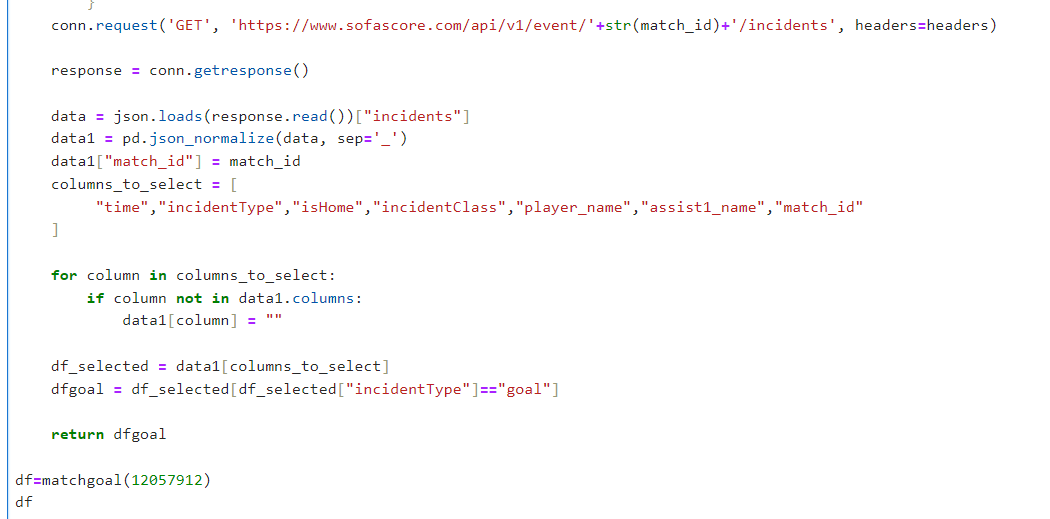 }
conn.request('GET', 'https://www.sofascore.com/api/v1/event/'+str(match_id)+'/incidents', headers=headers)
response = conn.getresponse()
data = json.loads(response.read())["incidents"]
data1 = pd.json_normalize(data, sep='_')
data1["match_id"] = match_id
columns_to_select = [
"time","incidentType","isHome","incidentClass","player_name","assist1_name","match_id"
]
for column in columns_to_select:
if column not in data1.columns:
data1[column] = ""
df_selected = data1[columns_to_select]
dfgoal = df_selected[df_selected["incidentType"]=="goal"]
return dfgoal
df=matchgoal(12057912)
df